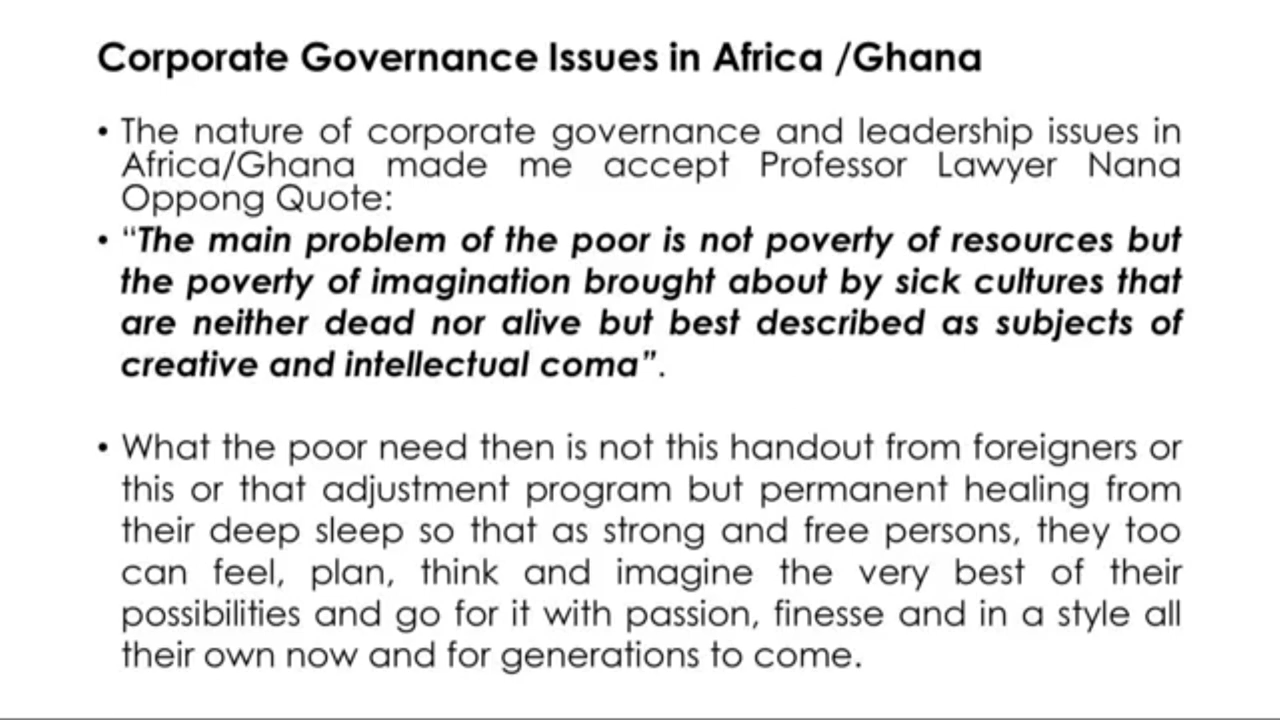 Corporate Governance Issues in Africa /Ghana
• The nature of corporate governance and leadership issues in
Africa/Ghana made me accept Professor Lawyer Nana
Oppong Quote:
• “The main problem of the poor is not poverty of resources but
the poverty of imagination brought about by sick cultures that
are neither dead nor alive but best described as subjects of
creative and intellectual coma”.
• What the poor need then is not this handout from foreigners or
this or that adjustment program but permanent healing from
their deep sleep so that as strong and free persons, they too
can feel, plan, think and imagine the very best of their
possibilities and go for it with passion, finesse and in a style all
their own now and for generations to come.